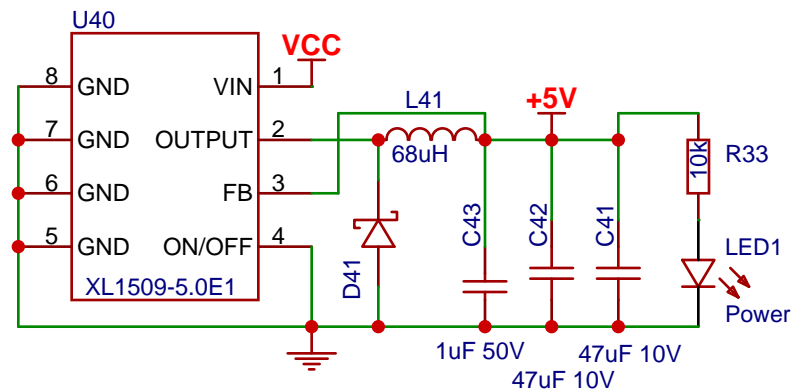 U40
VCC
8 GND VIN 1
7 GND OUTPUT 2
6 GND FB 3
5 GND ON/OFF 4
XL1509-5.0E1
L41
68uH
+5V
D41
C43
C42
C41
10k
R33
LED1
Power
1uF 50V
47uF 10V
47uF 10V